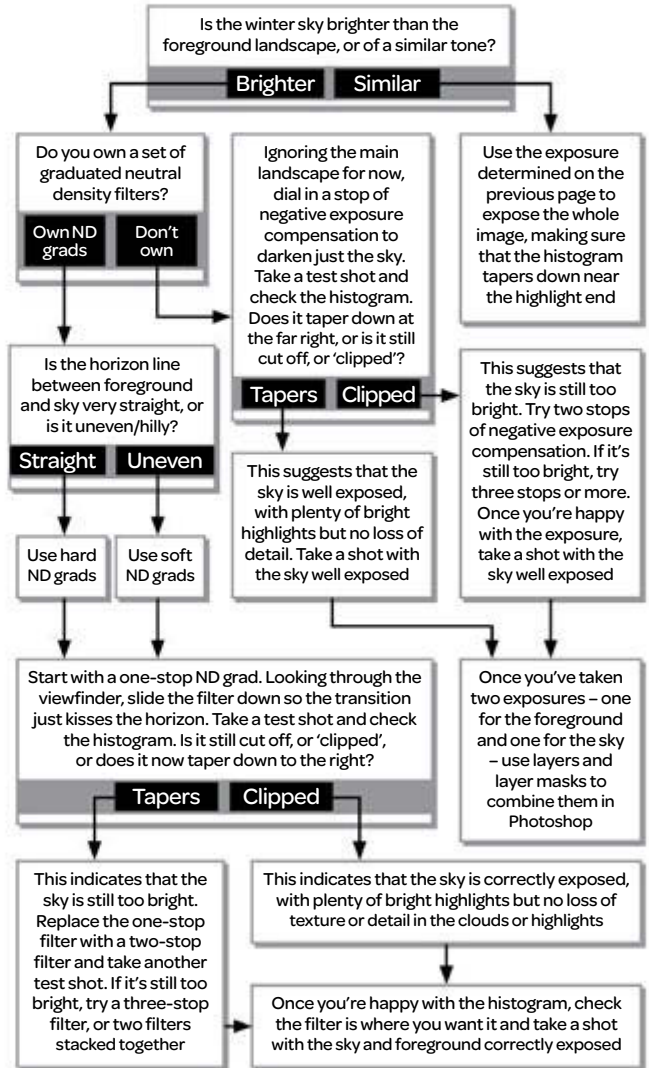 Is the winter sky brighter than the
foreground landscape, or of a similar tone?
Brighter
Similar
Do you own a set of
graduated neutral
density filters?
Own ND
grads
Don't
own
Ignoring the main
landscape for now,
dial in a stop of
negative exposure
compensation to
darken just the sky.
Take a test shot and
check the histogram.
Does it taper down at
the far right, or is it still
cut off, or ‘clipped’?
Tapers
Clipped
Use the exposure
determined on the
previous page to
expose the whole
image, making sure
that the histogram
tapers down near
the highlight end
Is the horizon line
between foreground
and sky very straight, or
is it uneven/hilly?
Straight
Uneven
This suggests that the
sky is well exposed,
with plenty of bright
highlights but no loss of
detail. Take a shot with
the sky well exposed
This suggests that
the sky is still too
bright. Try two stops
of negative exposure
compensation. If it's
still too bright, try
three stops or more.
Once you're happy
with the exposure,
take a shot with the
sky well exposed
Use hard
ND grads
Use soft
ND grads
Start with a one-stop ND grad. Looking through the
viewfinder, slide the filter down so the transition
just kisses the horizon. Take a test shot and check
the histogram. Is it still cut off, or ‘clipped’,
or does it now taper down to the right?
Tapers
Clipped
Once you've taken
two exposures – one
for the foreground
and one for the sky
– use layers and
layer masks to
combine them in
Photoshop
This indicates that the
sky is still too bright.
Replace the one-stop
filter with a two-stop
filter and take another
test shot. If it's still too
bright, try a three-stop
filter, or two filters
stacked together
This indicates that the sky is correctly exposed,
with plenty of bright highlights but no loss of
texture or detail in the clouds or highlights
Once you're happy with the histogram, check
the filter is where you want it and take a shot
with the sky and foreground correctly exposed